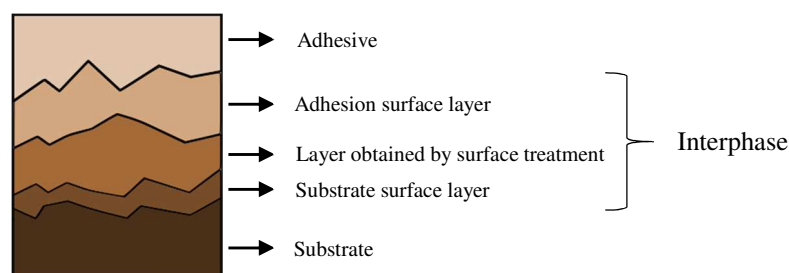 Adhesive
Adhesion surface layer
Layer obtained by surface treatment
Interphase
Substrate surface layer
Substrate